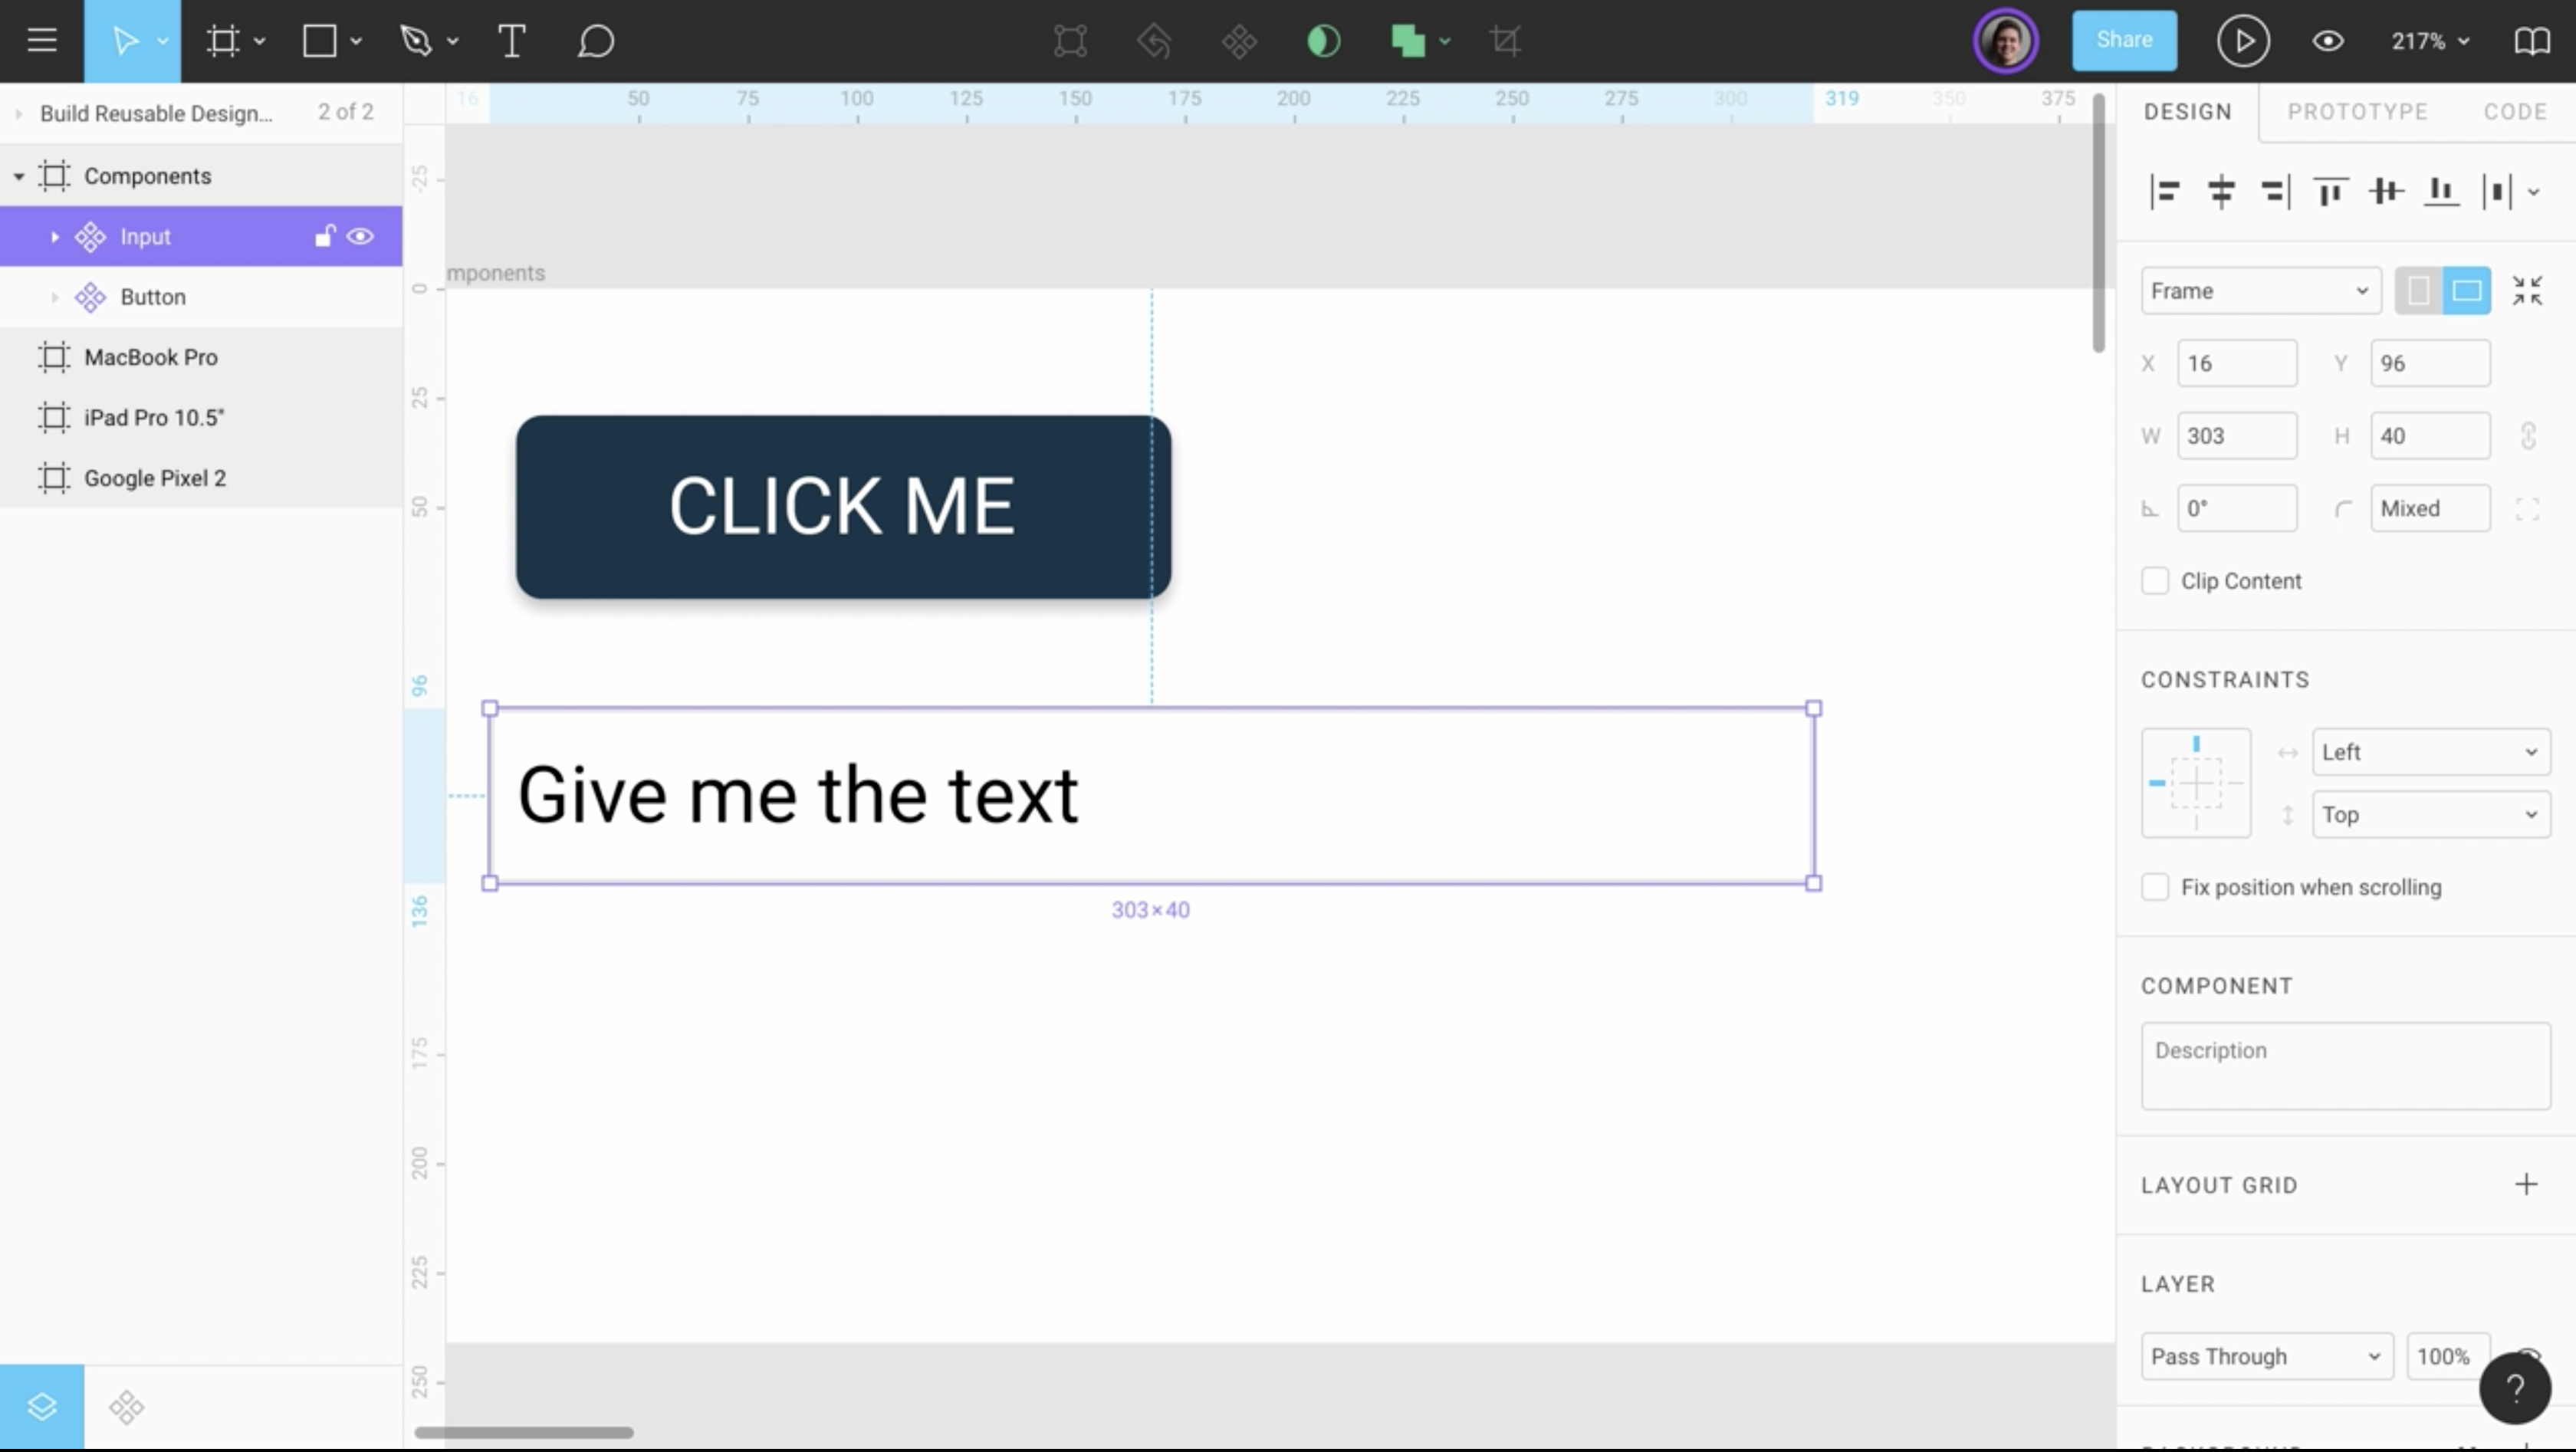 Share
217%
Build Reusable Design...
2 of 2
16
50
75
100
125
150
175
200
225
250
275
300
319
350
375
DESIGN
PROTOTYPE
CODE
Components
Input
Button
MacBook Pro
iPad Pro 10.5"
Google Pixel 2
-25
0
25
50
96
136
175
200
225
250
mponents
CLICK ME
Give me the text
303×40
Frame
X 16 Y 96
W 303 H 40
0° Mixed
Clip Content
CONSTRAINTS
Left
Top
Fix position when scrolling
COMPONENT
Description
LAYOUT GRID
LAYER
Pass Through
100%
?